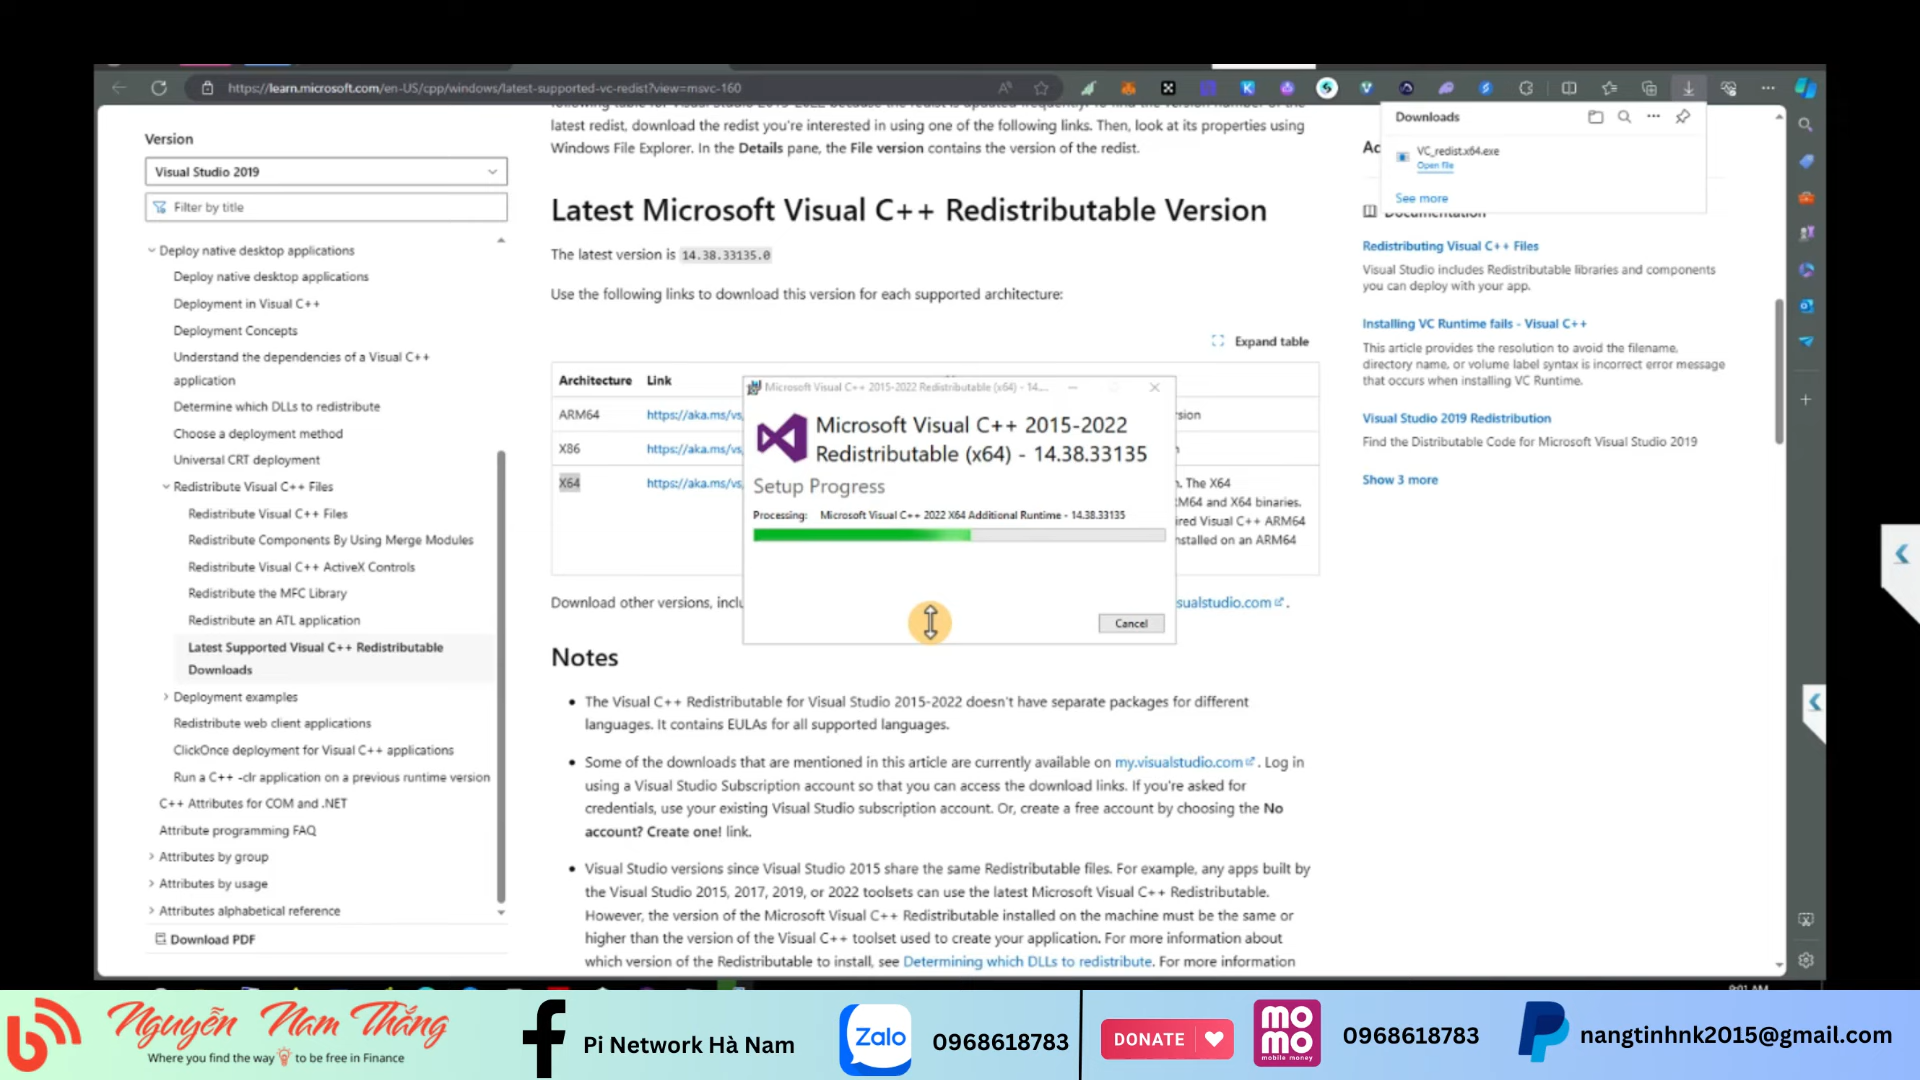 https://learn.microsoft.com/en-US/cpp/windows/latest-supported-vc-redist?view=msvc-160
Version
Visual Studio 2019
Filter by title
Deploy native desktop applications
Deploy native desktop applications
Deployment in Visual C++
Deployment Concepts
Understand the dependencies of a Visual C++
application
Determine which DLLs to redistribute
Choose a deployment method
Universal CRT deployment
Redistribute Visual C++ Files
Redistribute Visual C++ Files
Redistribute Components By Using Merge Modules
Redistribute Visual C++ ActiveX Controls
Redistribute the MFC Library
Redistribute an ATL application
Latest Supported Visual C++ Redistributable
Downloads
Deployment examples
Redistribute web client applications
ClickOnce deployment for Visual C++ applications
Run a C++ -clr application on a previous runtime version
C++ Attributes for COM and .NET
Attribute programming FAQ
Attributes by group
Attributes by usage
Attributes alphabetical reference
Download PDF
latest redist, download the redist you're interested in using one of the following links. Then, look at its properties using
Windows File Explorer. In the Details pane, the File version contains the version of the redist.
Latest Microsoft Visual C++ Redistributable Version
The latest version is 14.38.33135.0
Use the following links to download this version for each supported architecture:
Expand table
Architecture Link
ARM64 https://aka.ms/vs
X86 https://aka.ms/vs
X64 https://aka.ms/vs
. The X64
M64 and X64 binaries.
ired Visual C++ ARM64
nstalled on an ARM64
Download other versions, inclu
sualstudio.com.
Microsoft Visual C++ 2015-2022 Redistributable (x64) - 14....
Microsoft Visual C++ 2015-2022
Redistributable (x64) - 14.38.33135
Setup Progress
Processing: Microsoft Visual C++ 2022 X64 Additional Runtime - 14.38.33135
Cancel
Notes
• The Visual C++ Redistributable for Visual Studio 2015-2022 doesn't have separate packages for different
languages. It contains EULAs for all supported languages.
• Some of the downloads that are mentioned in this article are currently available on my.visualstudio.com. Log in
using a Visual Studio Subscription account so that you can access the download links. If you're asked for
credentials, use your existing Visual Studio subscription account. Or, create a free account by choosing the No
account? Create one! link.
• Visual Studio versions since Visual Studio 2015 share the same Redistributable files. For example, any apps built by
the Visual Studio 2015, 2017, 2019, or 2022 toolsets can use the latest Microsoft Visual C++ Redistributable.
However, the version of the Microsoft Visual C++ Redistributable installed on the machine must be the same or
higher than the version of the Visual C++ toolset used to create your application. For more information about
which version of the Redistributable to install, see Determining which DLLs to redistribute. For more information
Downloads
VC_redist.x64.exe
Open file
See more
Documentation
Redistributing Visual C++ Files
Visual Studio includes Redistributable libraries and components
you can deploy with your app.
Installing VC Runtime fails - Visual C++
This article provides the resolution to avoid the filename,
directory name, or volume label syntax is incorrect error message
that occurs when installing VC Runtime.
Visual Studio 2019 Redistribution
Find the Distributable Code for Microsoft Visual Studio 2019
Show 3 more
9:01 AM
Nguyễn Nam Thắng
Where you find the way to be free in Finance
Pi Network Hà Nam
Zalo
0968618783
DONATE
mo
mo
mobile money
0968618783
nangtinhnk2015@gmail.com